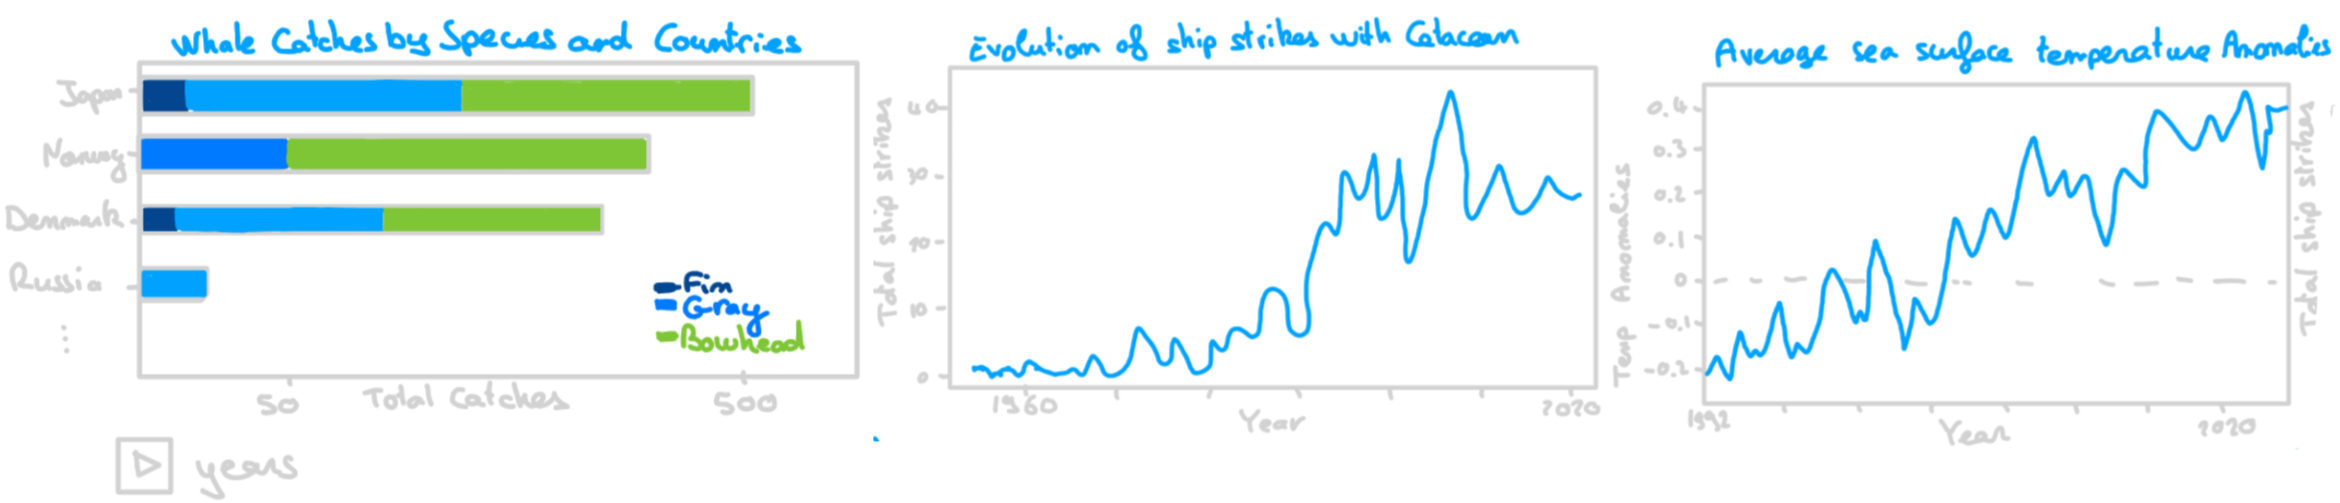 Whale Catches by Species and Countries
Japan
Norway
Denmark
Russia
Fin
Gray
Bowhead
50
Total Catches
500
years
Evolution of ship strikes with Catacean
Total ship strikes
40
30
20
10
0
1960
Year
2020
Average sea surface temperature Anomalies
Temp Anomalies
0.4
0.3
0.2
0.1
0
-0.1
-0.2
1992
Year
2020
Total ship strikes